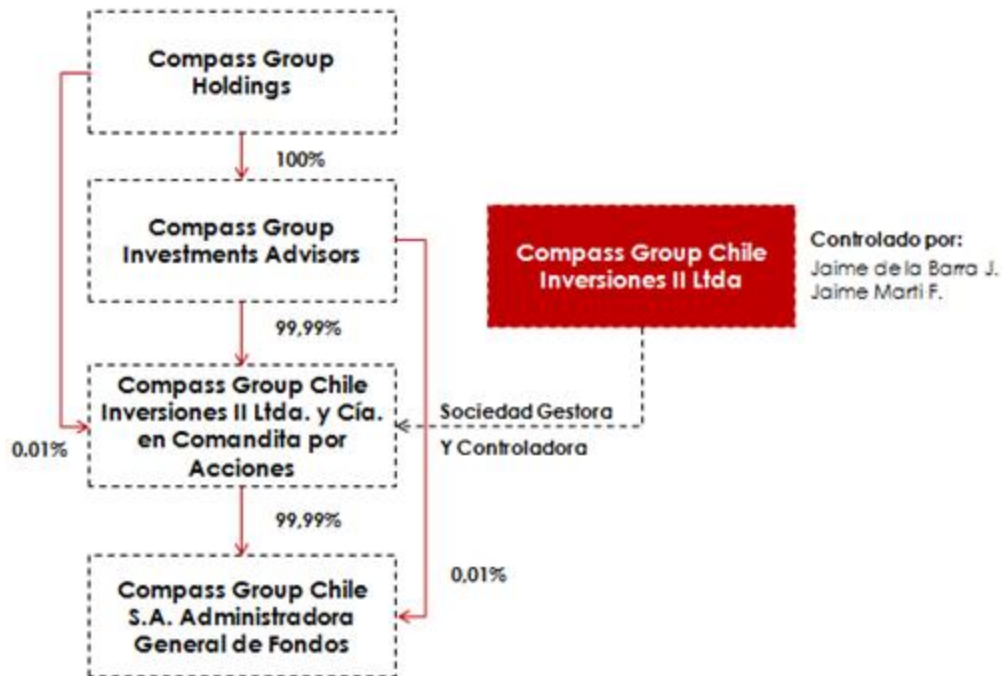 Compass Group
Holdings
100%
Compass Group
Investments Advisors
Compass Group Chile
Inversiones II Ltda
Controlado por:
Jaime de la Barra J.
Jaime Marti F.
99,99%
Compass Group Chile
Inversiones II Ltda. y Cía.
en Comandita por
Acciones
Sociedad Gestora
Y Controladora
0.01%
99,99%
Compass Group Chile
S.A. Administradora
General de Fondos
0,01%